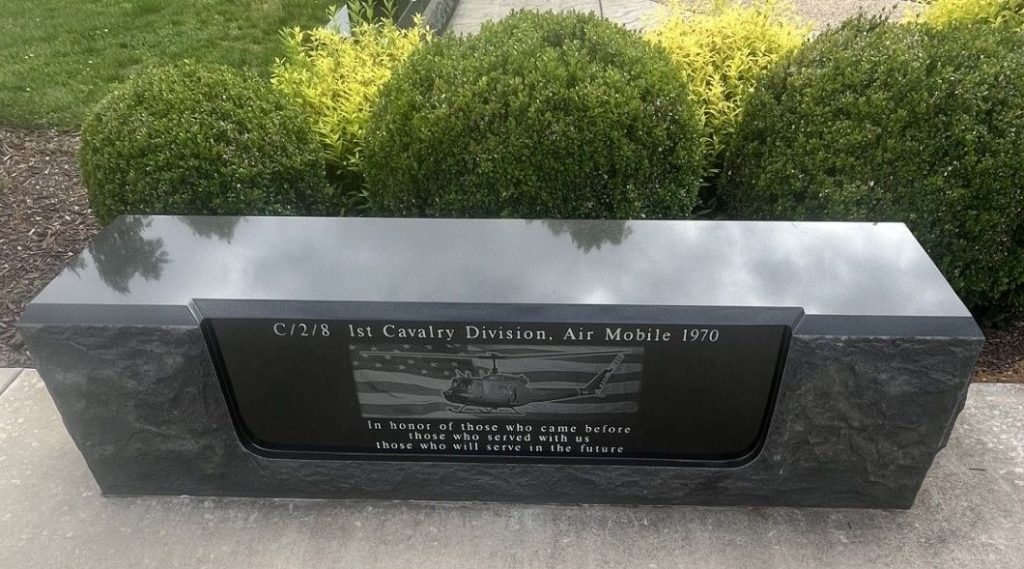 C/2/8 1st Cavalry Division, Air Mobile 1970
In honor of those who came before
those who served with us
those who will serve in the future